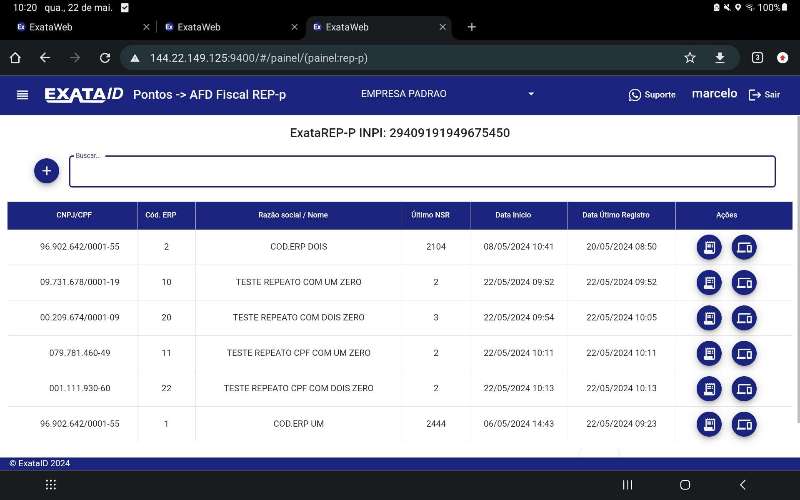 10:20 qua., 22 de mai. 100%
ExataWeb ExataWeb ExataWeb
144.22.149.125:9400/#/painel/(painel:rep-p) 3
EXATAID Pontos -> AFD Fiscal REP-p EMPRESA PADRAO Suporte marcelo Sair
ExataREP-P INPI: 29409191949675450
Buscar...
CNPJ/CPF Cód. ERP Razão social / Nome Último NSR Data Inicio Data Útimo Registro Ações
96.902.642/0001-55 2 COD.ERP DOIS 2104 08/05/2024 10:41 20/05/2024 08:50
09.731.678/0001-19 10 TESTE REPEATO COM UM ZERO 2 22/05/2024 09:52 22/05/2024 09:52
00.209.674/0001-09 20 TESTE REPEATO COM DOIS ZERO 3 22/05/2024 09:54 22/05/2024 10:05
079.781.460-49 11 TESTE REPEATO CPF COM UM ZERO 2 22/05/2024 10:11 22/05/2024 10:11
001.111.930-60 22 TESTE REPEATO CPF COM DOIS ZERO 2 22/05/2024 10:13 22/05/2024 10:13
96.902.642/0001-55 1 COD.ERP UM 2444 06/05/2024 14:43 22/05/2024 09:23
© ExataID 2024